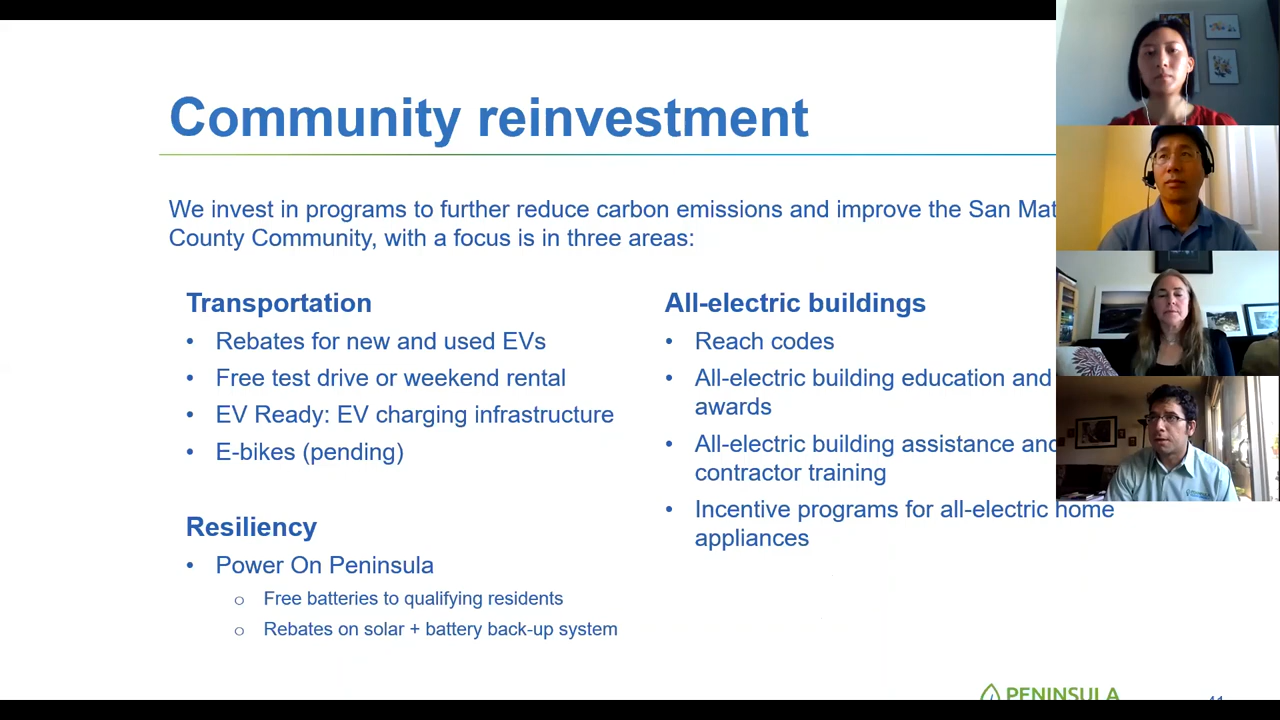 Community reinvestment
We invest in programs to further reduce carbon emissions and improve the San Mat
County Community, with a focus is in three areas:
Transportation
• Rebates for new and used EVs
• Free test drive or weekend rental
• EV Ready: EV charging infrastructure
• E-bikes (pending)
Resiliency
• Power On Peninsula
o Free batteries to qualifying residents
o Rebates on solar + battery back-up system
All-electric buildings
• Reach codes
• All-electric building education and
awards
• All-electric building assistance and
contractor training
• Incentive programs for all-electric home
appliances
PENINSULA